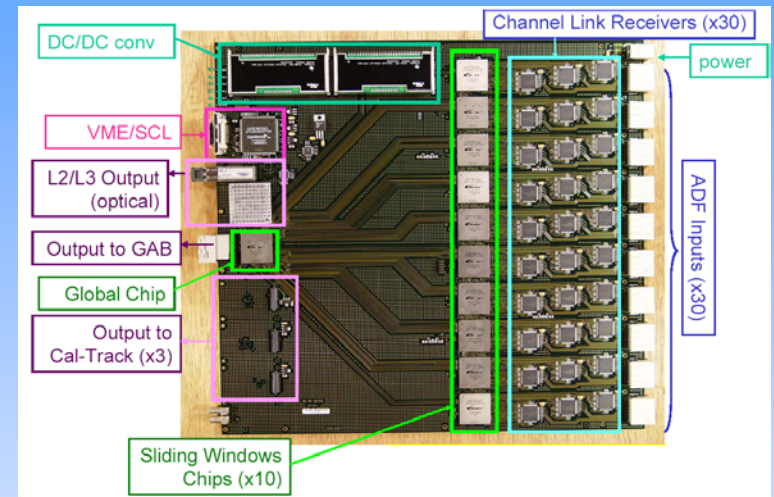 Channel Link Receivers (x30)
DC/DC conv
power
VME/SCL
L2/L3 Output
(optical)
ADF Inputs (x30)
Output to GAB
Global Chip
Output to
Cal-Track (x3)
Sliding Windows
Chips (x10)